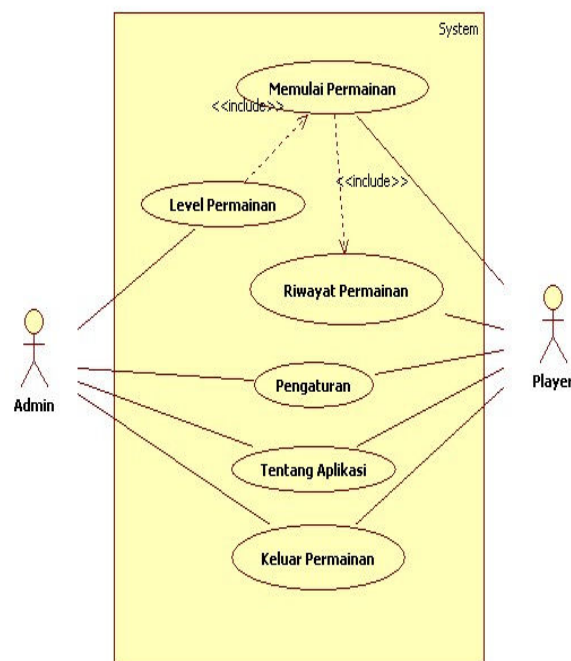 System
Memulai Permainan
<<include>>
<<include>>
Level Permainan
Riwayat Permainan
Pengaturan
Admin
Player
Tentang Aplikasi
Keluar Permainan